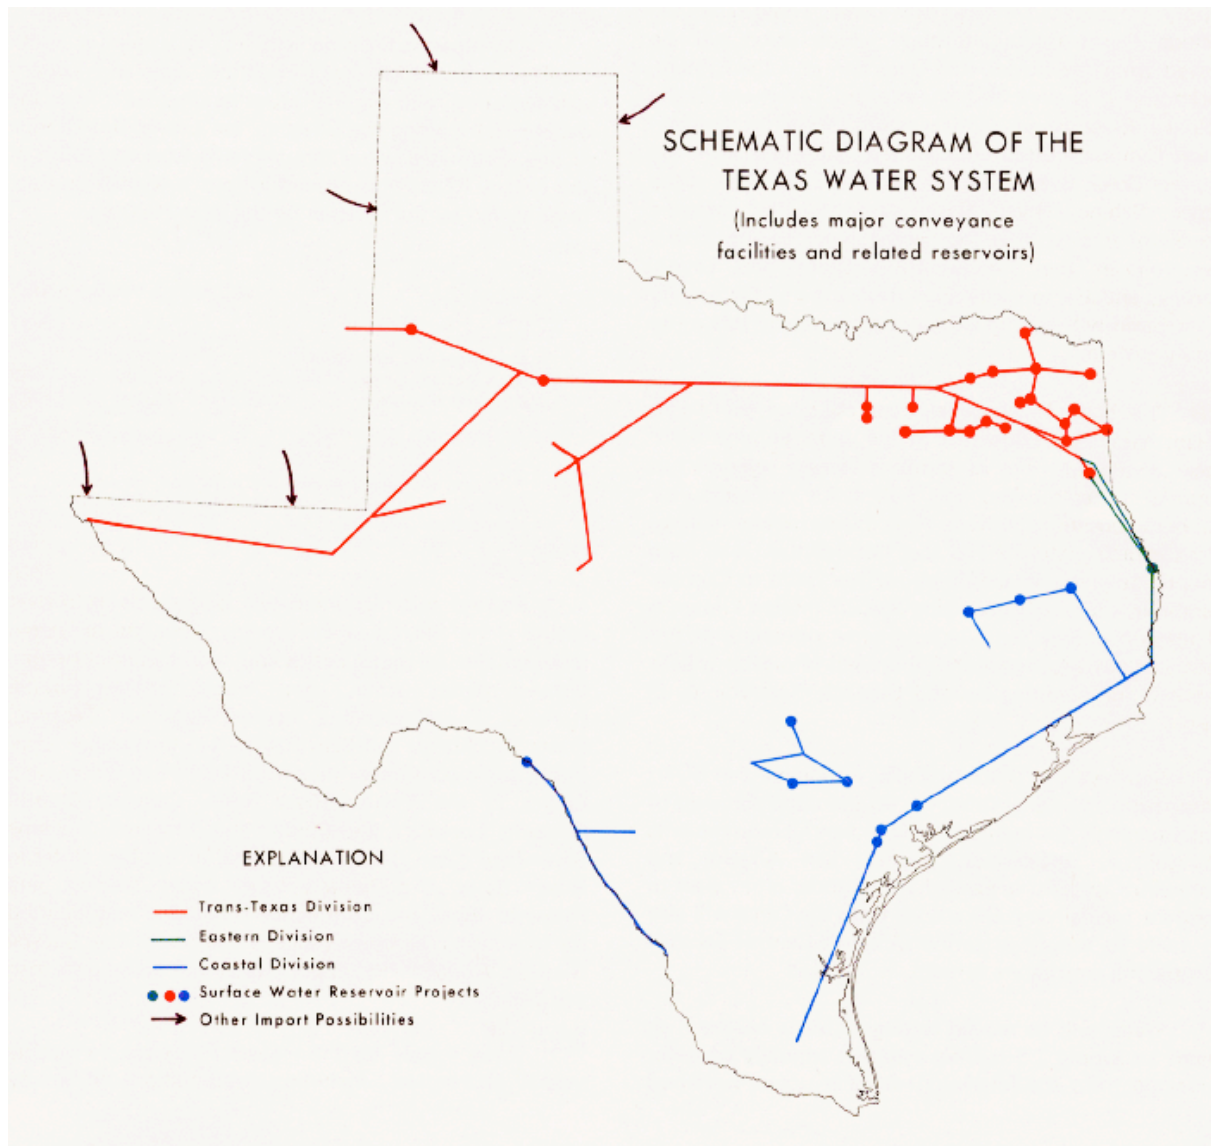 SCHEMATIC DIAGRAM OF THE
TEXAS WATER SYSTEM
(Includes major conveyance
facilities and related reservoirs)
EXPLANATION
Trans-Texas Division
Eastern Division
Coastal Division
Surface Water Reservoir Projects
Other Import Possibilities